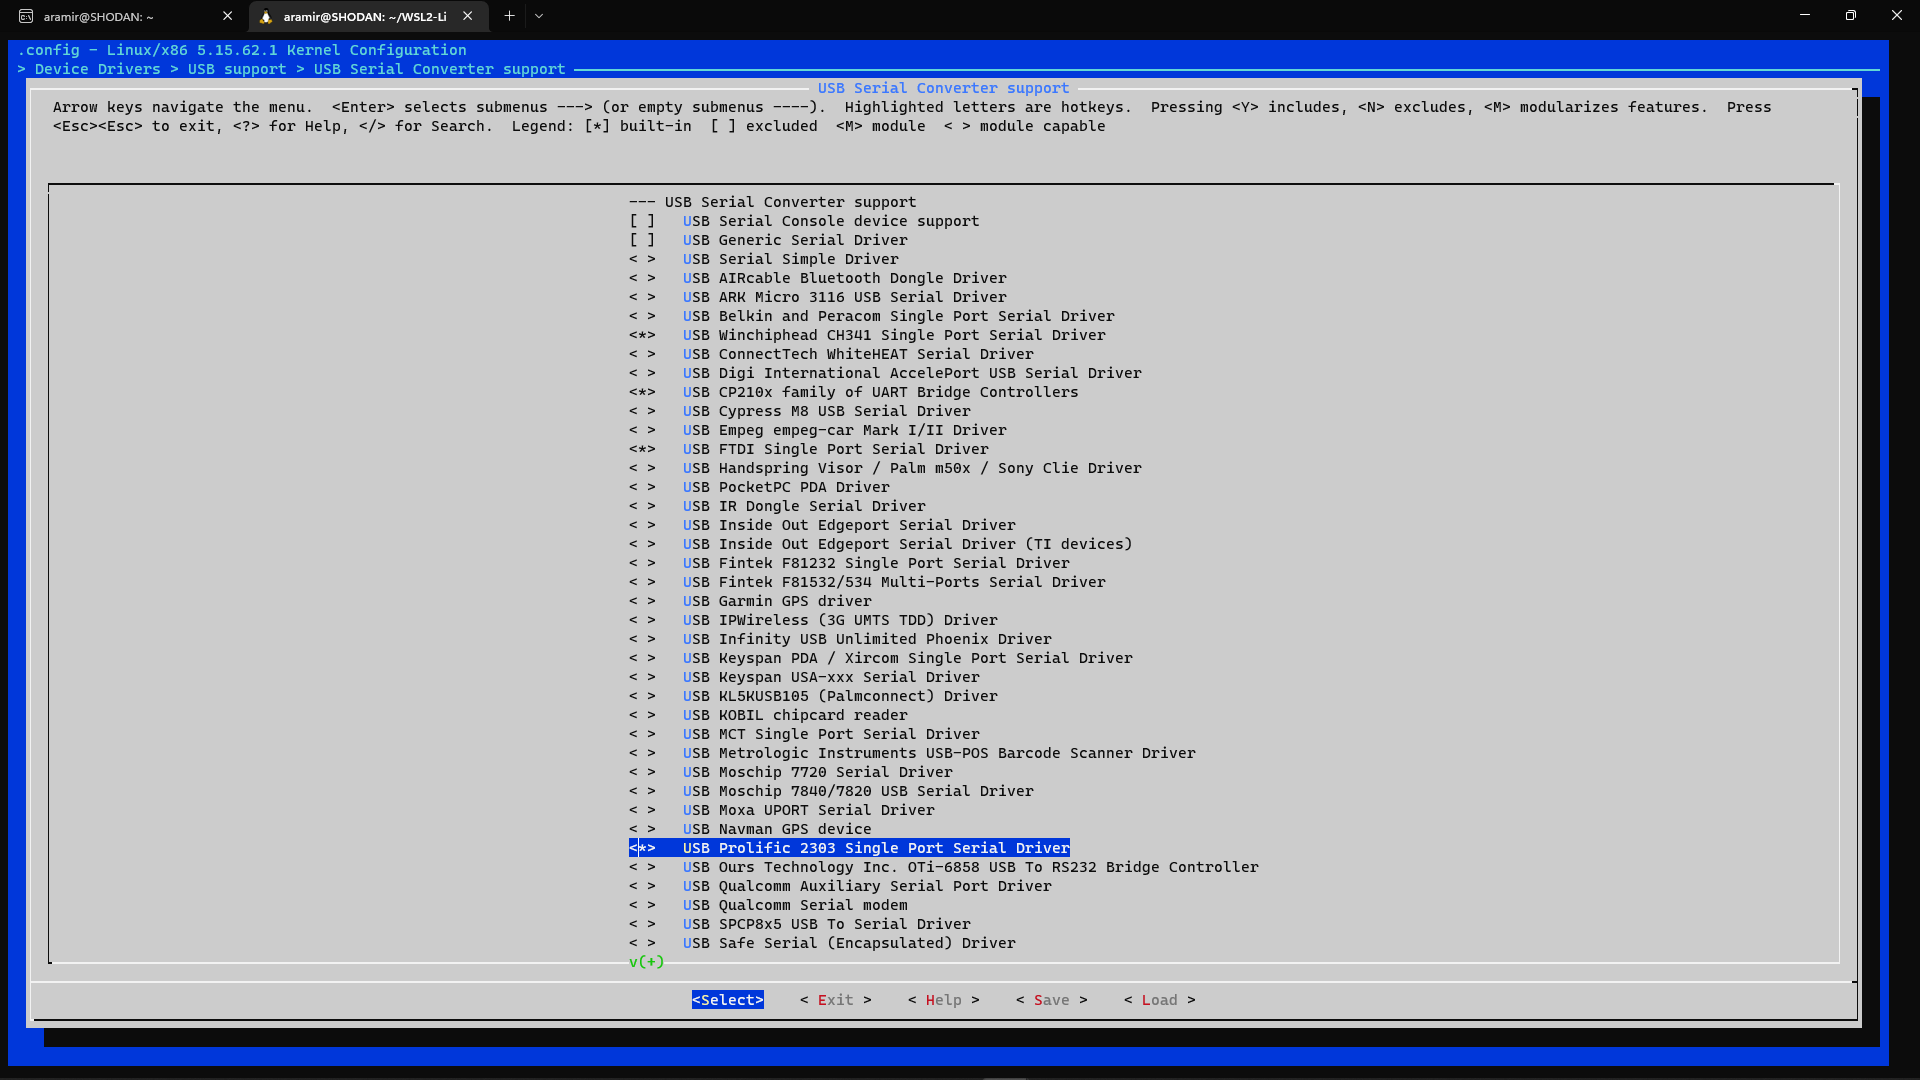 aramir@SHODAN: ~
aramir@SHODAN: ~/WSL2-Li
.config - Linux/x86 5.15.62.1 Kernel Configuration
> Device Drivers > USB support > USB Serial Converter support
USB Serial Converter support
Arrow keys navigate the menu.  <Enter> selects submenus ---> (or empty submenus ----).  Highlighted letters are hotkeys.  Pressing <Y> includes, <N> excludes, <M> modularizes features.  Press
<Esc><Esc> to exit, <?> for Help, </> for Search.  Legend: [*] built-in  [ ] excluded  <M> module  < > module capable
--- USB Serial Converter support
[ ]   USB Serial Console device support
[ ]   USB Generic Serial Driver
< >   USB Serial Simple Driver
< >   USB AIRcable Bluetooth Dongle Driver
< >   USB ARK Micro 3116 USB Serial Driver
< >   USB Belkin and Peracom Single Port Serial Driver
<*>   USB Winchiphead CH341 Single Port Serial Driver
< >   USB ConnectTech WhiteHEAT Serial Driver
< >   USB Digi International AccelePort USB Serial Driver
<*>   USB CP210x family of UART Bridge Controllers
< >   USB Cypress M8 USB Serial Driver
< >   USB Empeg empeg-car Mark I/II Driver
<*>   USB FTDI Single Port Serial Driver
< >   USB Handspring Visor / Palm m50x / Sony Clie Driver
< >   USB PocketPC PDA Driver
< >   USB IR Dongle Serial Driver
< >   USB Inside Out Edgeport Serial Driver
< >   USB Inside Out Edgeport Serial Driver (TI devices)
< >   USB Fintek F81232 Single Port Serial Driver
< >   USB Fintek F81532/534 Multi-Ports Serial Driver
< >   USB Garmin GPS driver
< >   USB IPWireless (3G UMTS TDD) Driver
< >   USB Infinity USB Unlimited Phoenix Driver
< >   USB Keyspan PDA / Xircom Single Port Serial Driver
< >   USB Keyspan USA-xxx Serial Driver
< >   USB KL5KUSB105 (Palmconnect) Driver
< >   USB KOBIL chipcard reader
< >   USB MCT Single Port Serial Driver
< >   USB Metrologic Instruments USB-POS Barcode Scanner Driver
< >   USB Moschip 7720 Serial Driver
< >   USB Moschip 7840/7820 USB Serial Driver
< >   USB Moxa UPORT Serial Driver
< >   USB Navman GPS device
<*>   USB Prolific 2303 Single Port Serial Driver
< >   USB Ours Technology Inc. OTi-6858 USB To RS232 Bridge Controller
< >   USB Qualcomm Auxiliary Serial Port Driver
< >   USB Qualcomm Serial modem
< >   USB SPCP8x5 USB To Serial Driver
< >   USB Safe Serial (Encapsulated) Driver
v(+)
<Select>    < Exit >    < Help >    < Save >    < Load >